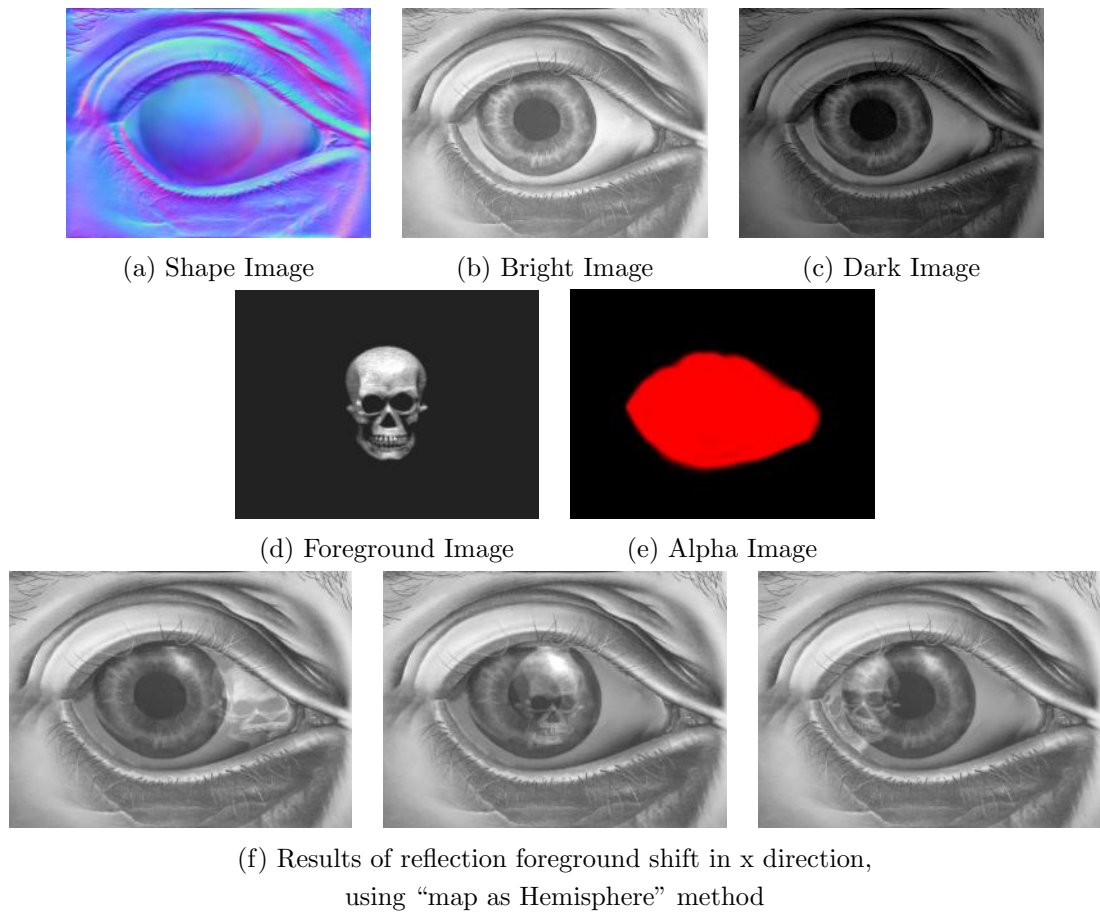 (a) Shape Image
(b) Bright Image
(c) Dark Image
(d) Foreground Image
(e) Alpha Image
(f) Results of reflection foreground shift in x direction,
using “map as Hemisphere” method